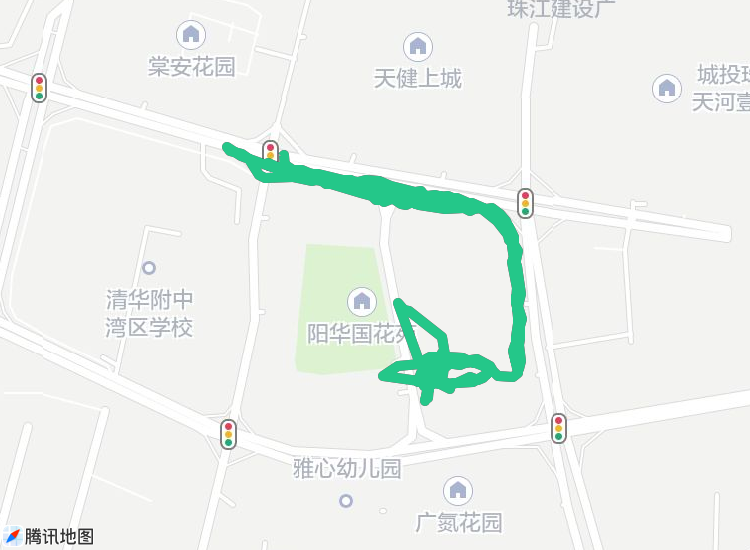 珠江建设广
棠安花园
天健上城
城投珠
天河壹
清华附中
湾区学校
阳华国花苑
雅心幼儿园
广氮花园
腾讯地图